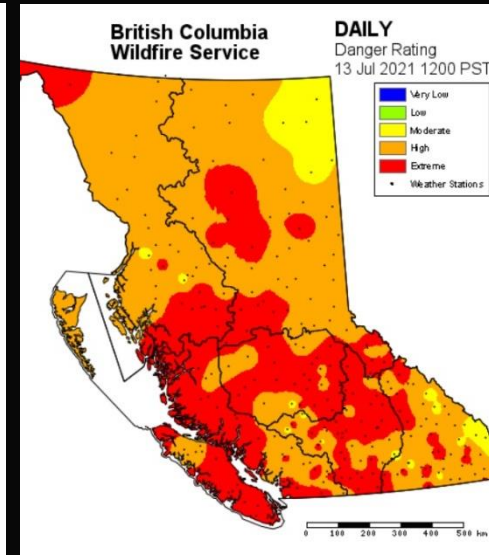 British Columbia
Wildfire Service
DAILY
Danger Rating
13 Jul 2021 1200 PST
Very Low
Low
Moderate
High
Extreme
Weather Stations
0 100 200 300 400 500 km